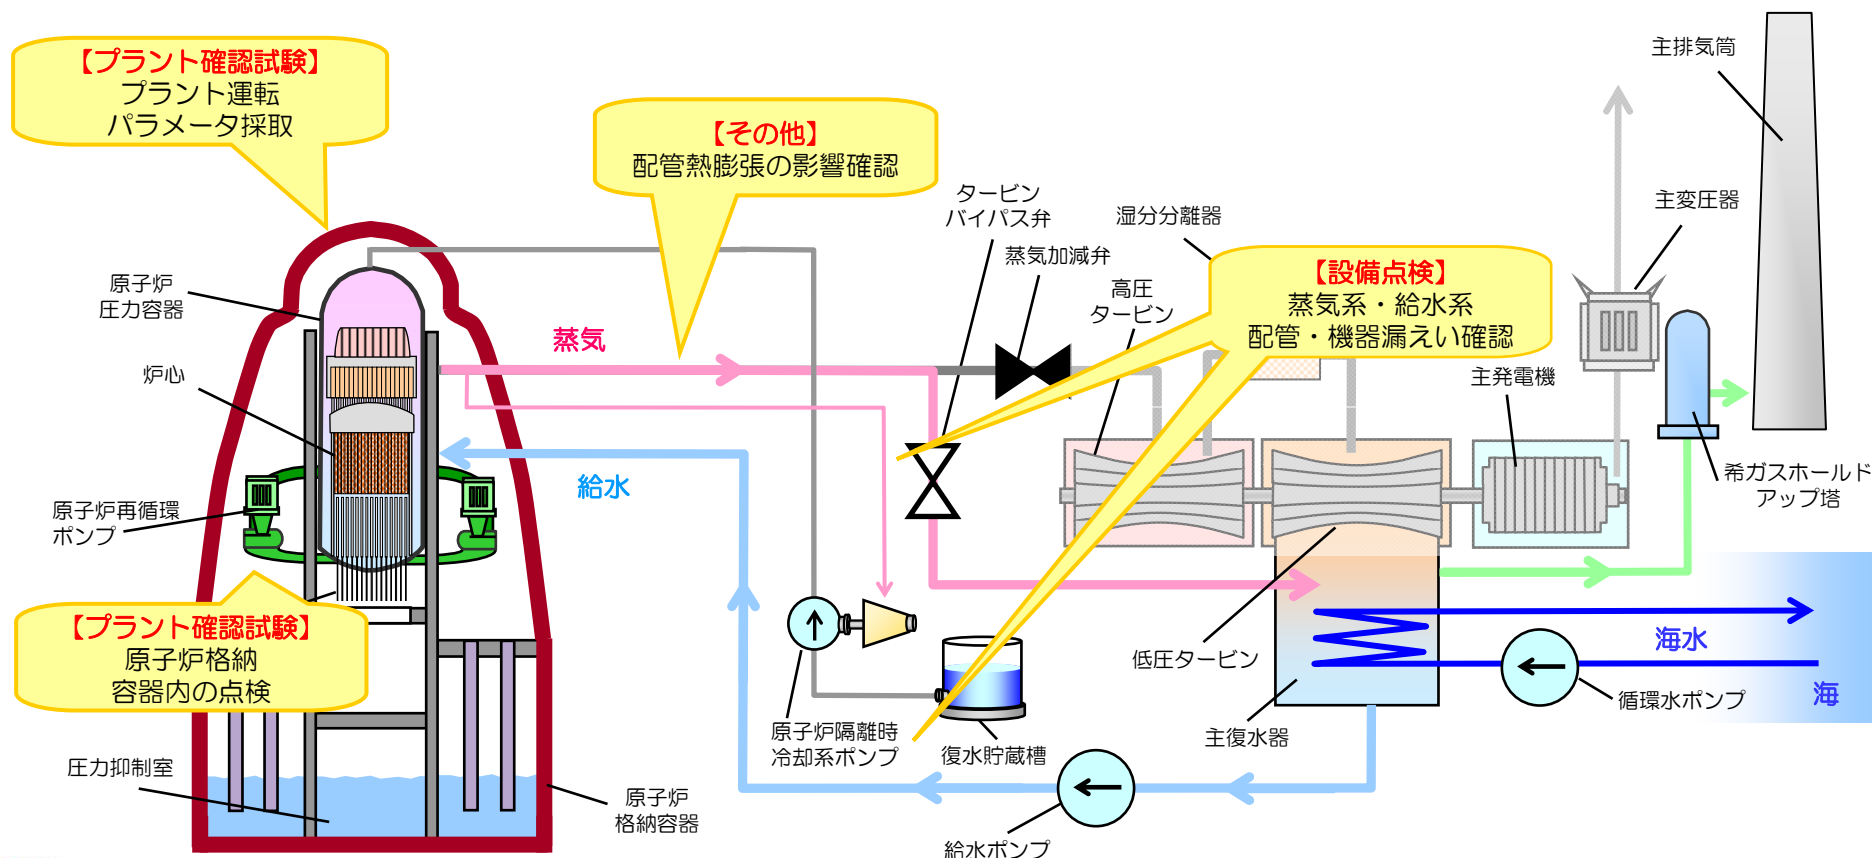 【プラント確認試験】
プラント運転
パラメータ採取
【その他】
配管熱膨張の影響確認
主排気筒
タービン
バイパス弁
湿分分離器
主変圧器
蒸気加減弁
【設備点検】
蒸気系・給水系
配管・機器漏えい確認
高圧
タービン
原子炉
圧力容器
蒸気
炉心
主発電機
給水
希ガスホールド
アップ塔
原子炉再循環
ポンプ
【プラント確認試験】
原子炉格納
容器内の点検
低圧タービン
海水
海
循環水ポンプ
原子炉隔離時
冷却系ポンプ
復水貯蔵槽
主復水器
圧力抑制室
原子炉
格納容器
給水ポンプ